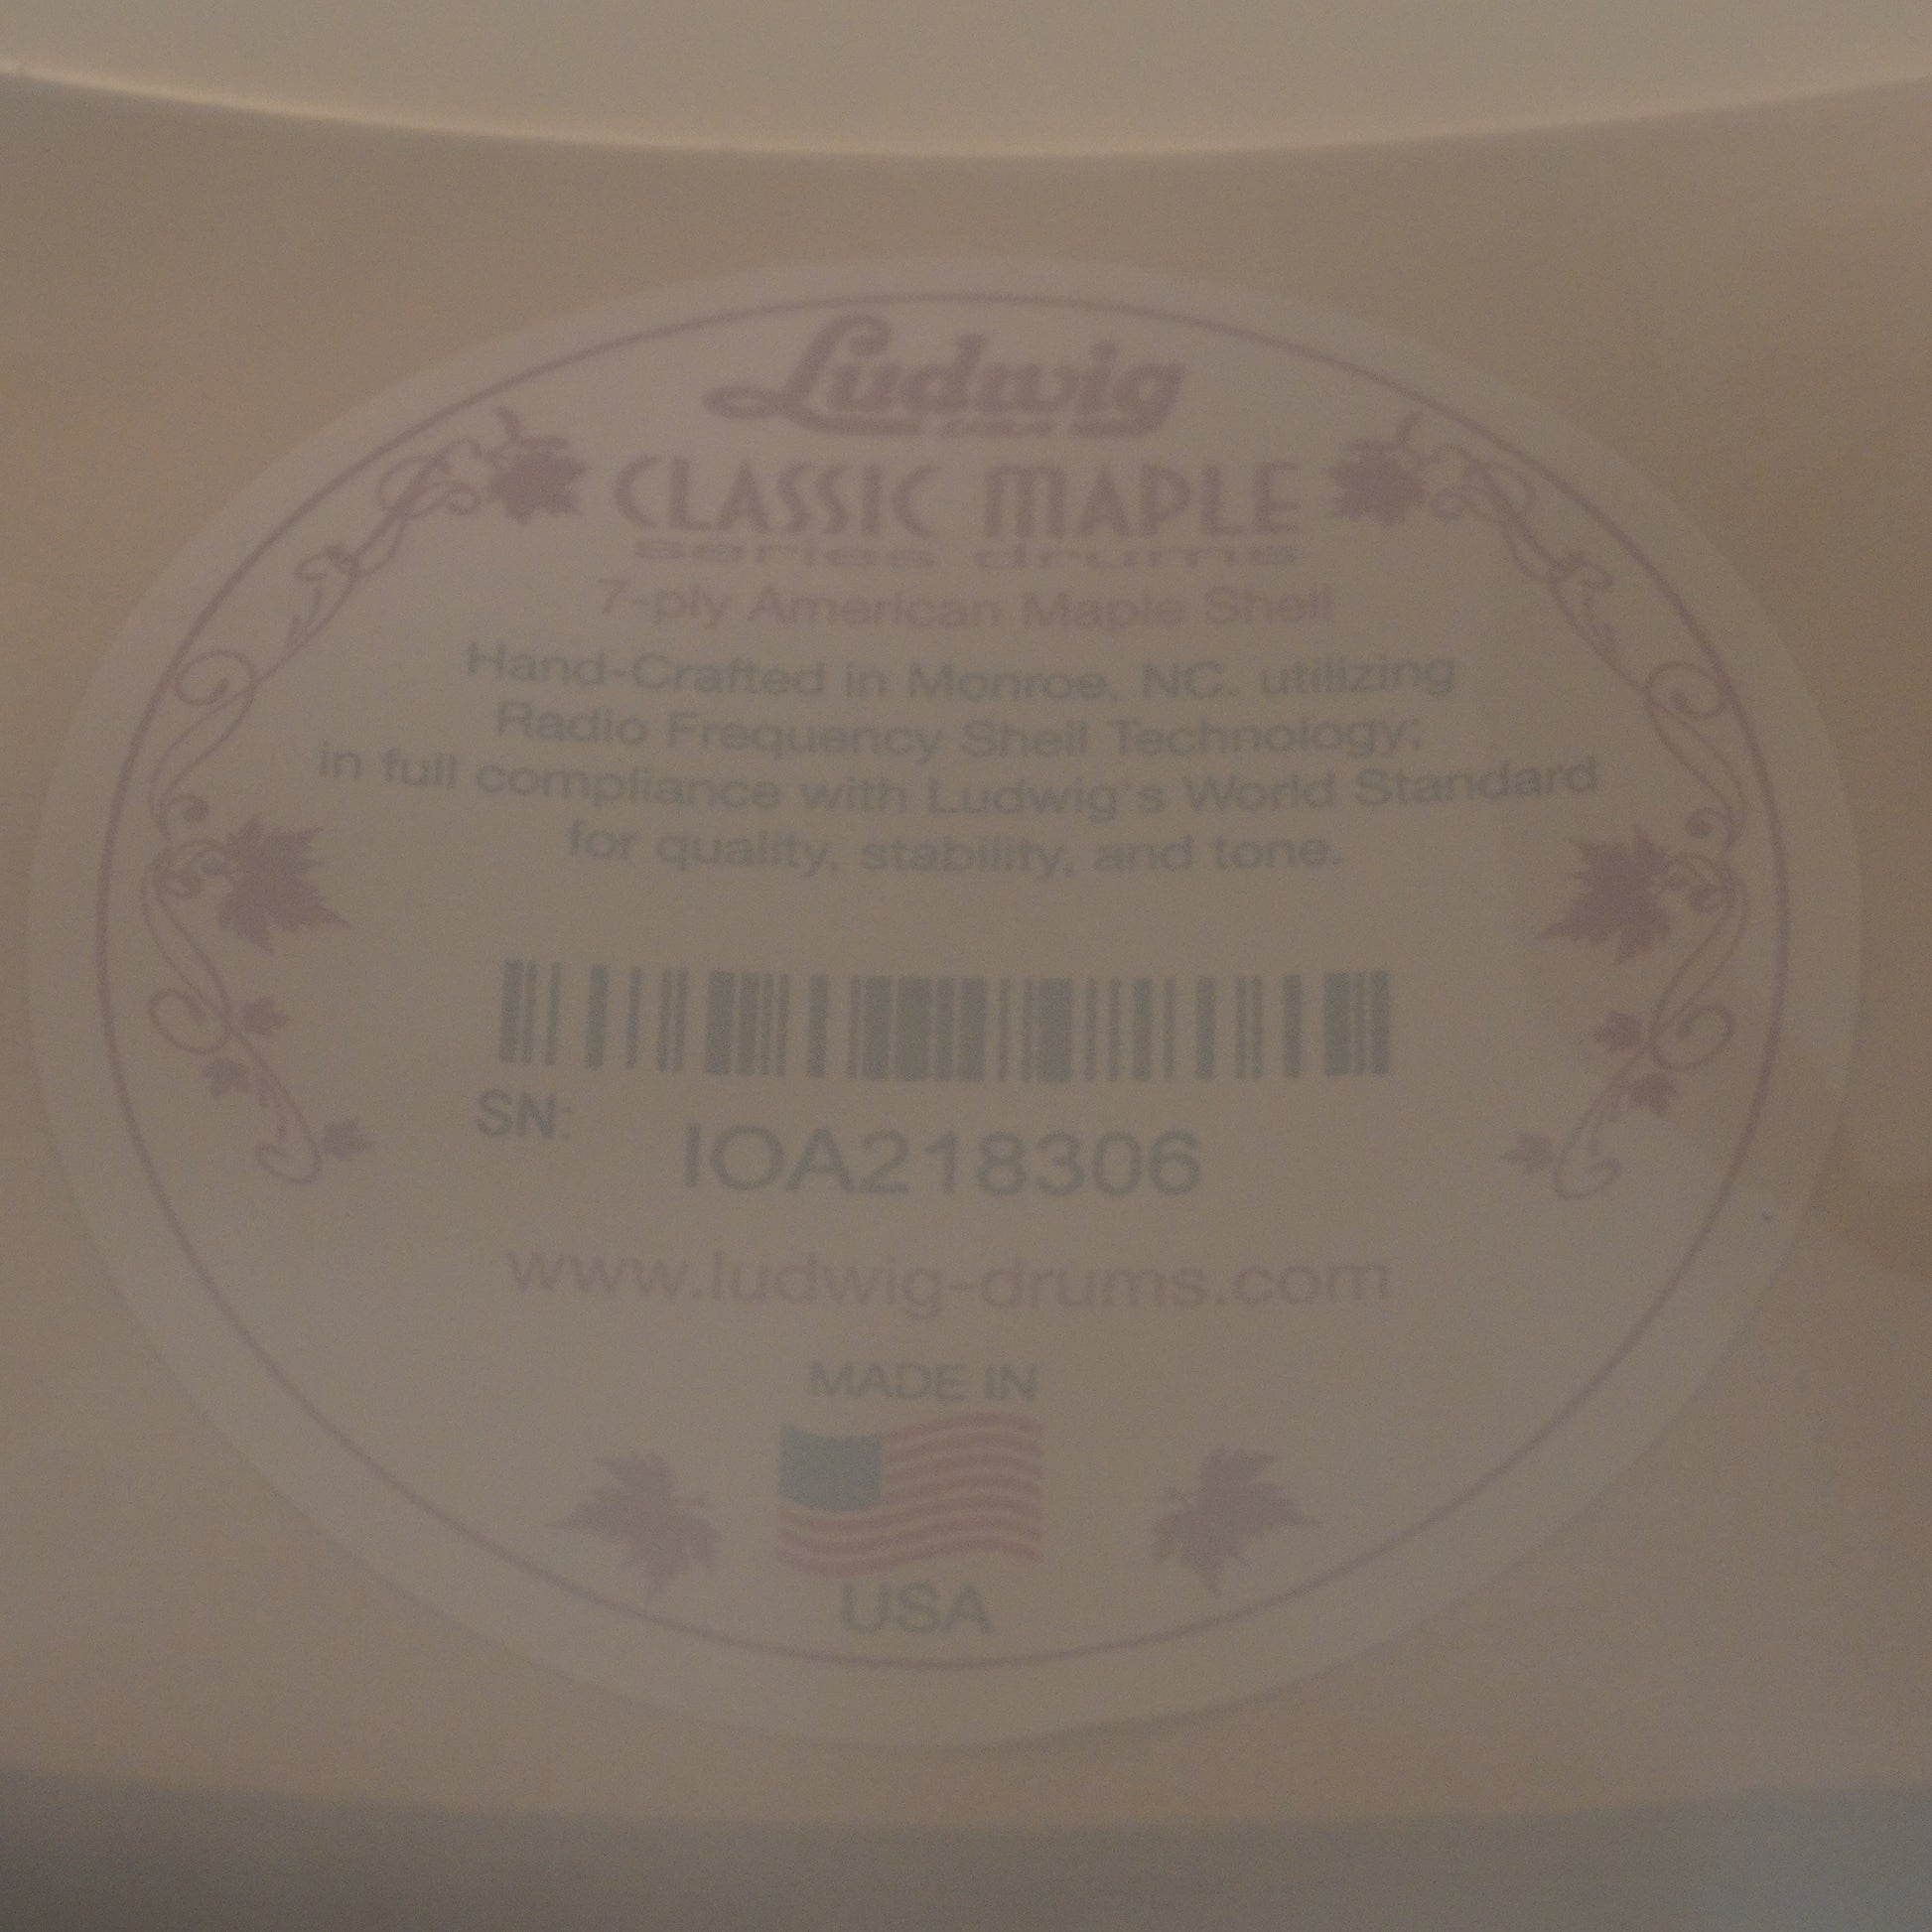 Ludwig
USA
CLASSIC MAPLE
series drums
7-ply American Maple Shell
Hand-Crafted in Monroe, NC. utilizing
Radio Frequency Shell Technology;
in full compliance with Ludwig's World Standard
for quality, stability, and tone.
SN: IOA218306
www.ludwig-drums.com
MADE IN
USA